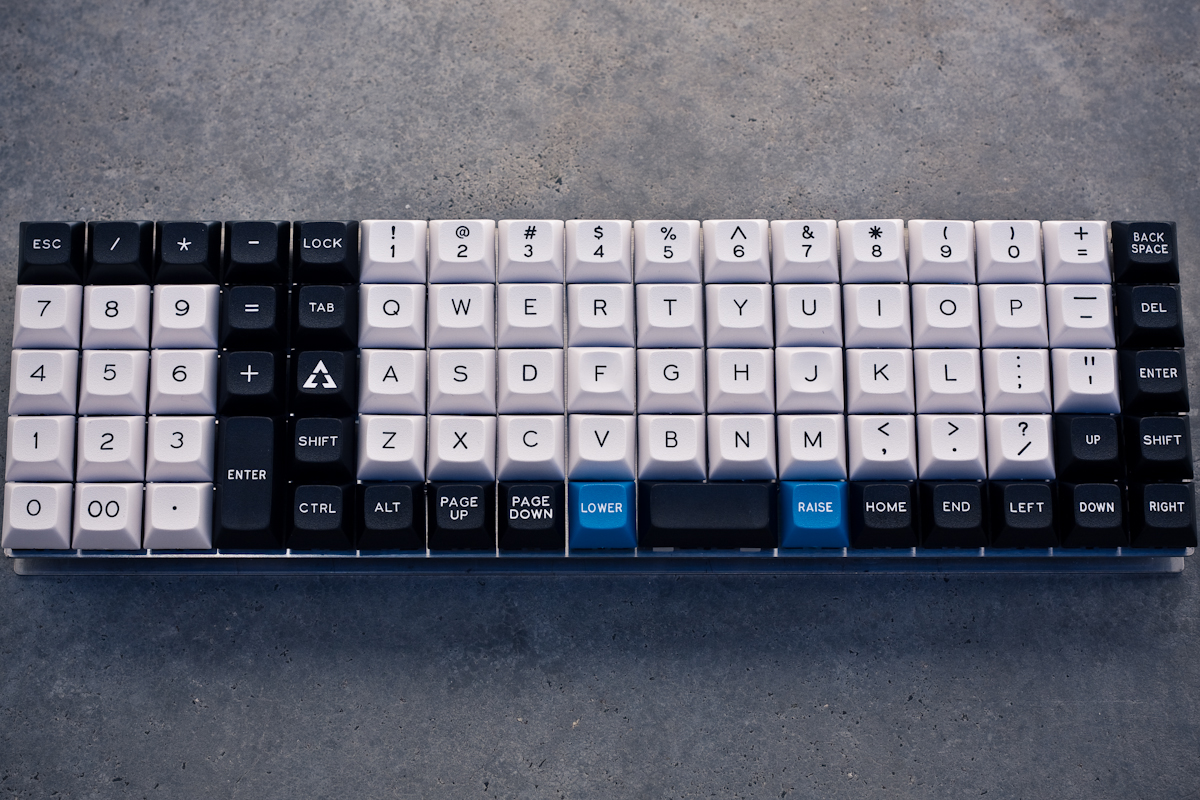 ESC / * - LOCK ! 1 @ 2 # 3 $ 4 % 5 ^ 6 & 7 * 8 ( 9 ) 0 + = BACK SPACE
7 8 9 = TAB Q W E R T Y U I O P — - DEL
4 5 6 + A S D F G H J K L : ; " ' ENTER
1 2 3 ENTER SHIFT Z X C V B N M < , > . ? / UP SHIFT
0 00 . CTRL ALT PAGE UP PAGE DOWN LOWER RAISE HOME END LEFT DOWN RIGHT